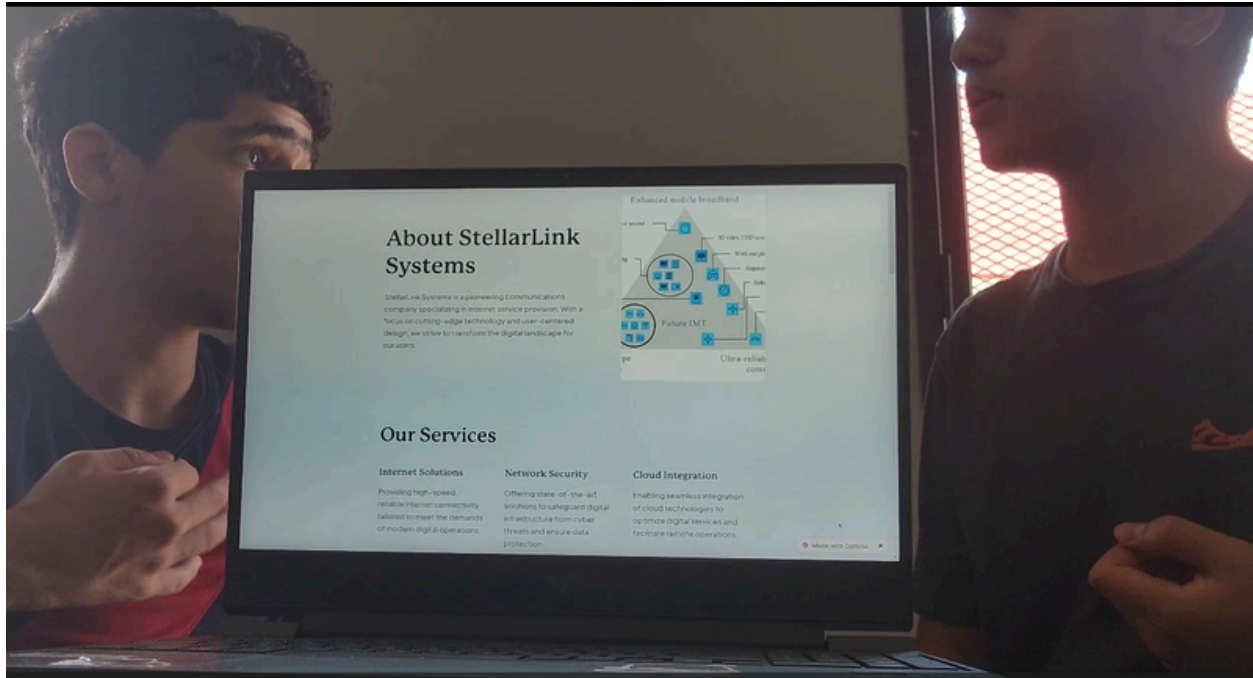 About StellarLink
Systems
StellarLink Systems is a pioneering communications
company specializing in internet service provision. With a
focus on cutting-edge technology and user-centered
design, we strive to transform the digital landscape for
our users.
Enhanced mobile broadband
3D video, UHD
Work and
Future IMT
Our Services
Internet Solutions
Providing high-speed,
reliable internet connectivity
tailored to meet the demands
of modern digital operations.
Network Security
Offering state-of-the-art
solutions to safeguard digital
infrastructure from cyber
threats and ensure data
protection.
Cloud Integration
Enabling seamless integration
of cloud technologies to
optimize digital services and
facilitate remote operations.
Made with Gamma